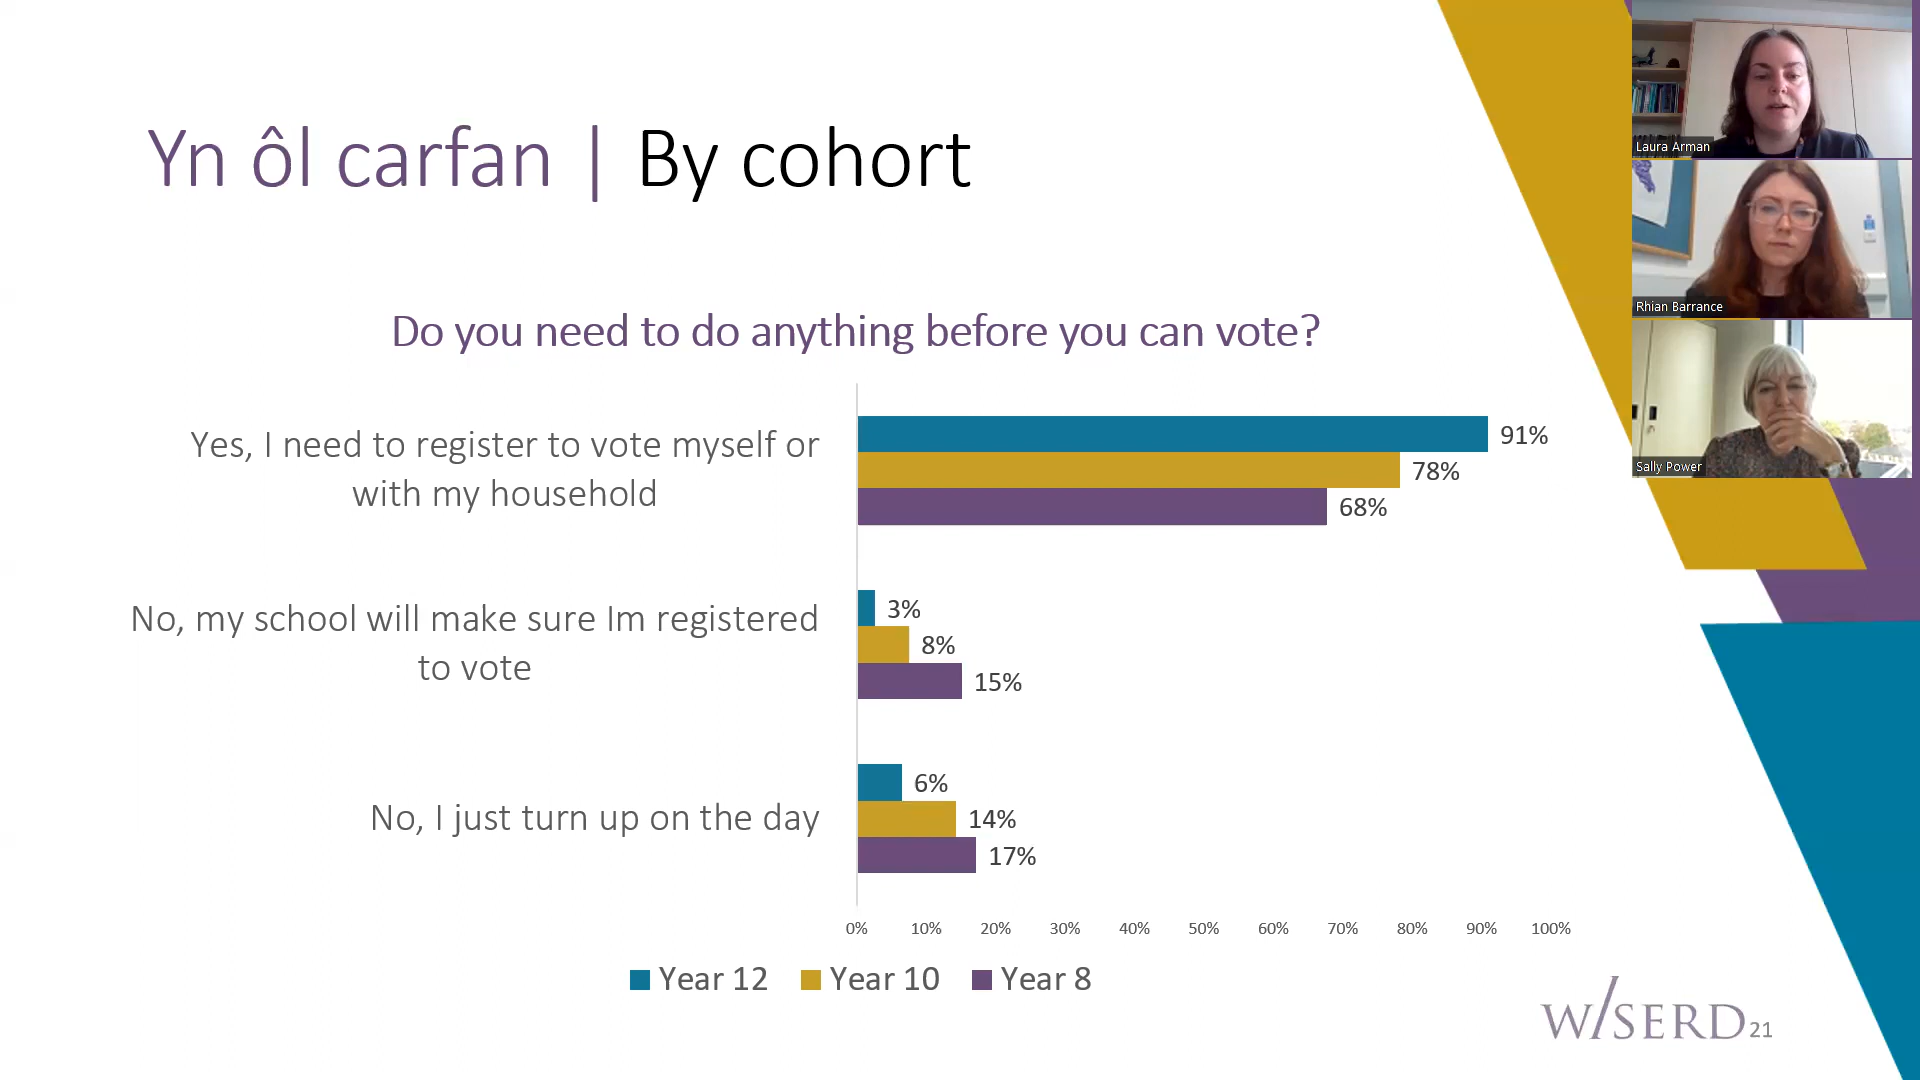 Yn ôl carfan | By cohort
Do you need to do anything before you can vote?
Yes, I need to register to vote myself or
with my household
91%
78%
68%
No, my school will make sure Im registered
to vote
3%
8%
15%
No, I just turn up on the day
6%
14%
17%
0% 10% 20% 30% 40% 50% 60% 70% 80% 90% 100%
Year 12 Year 10 Year 8
Laura Arman
Rhian Barrance
Sally Power
W/SERD 21